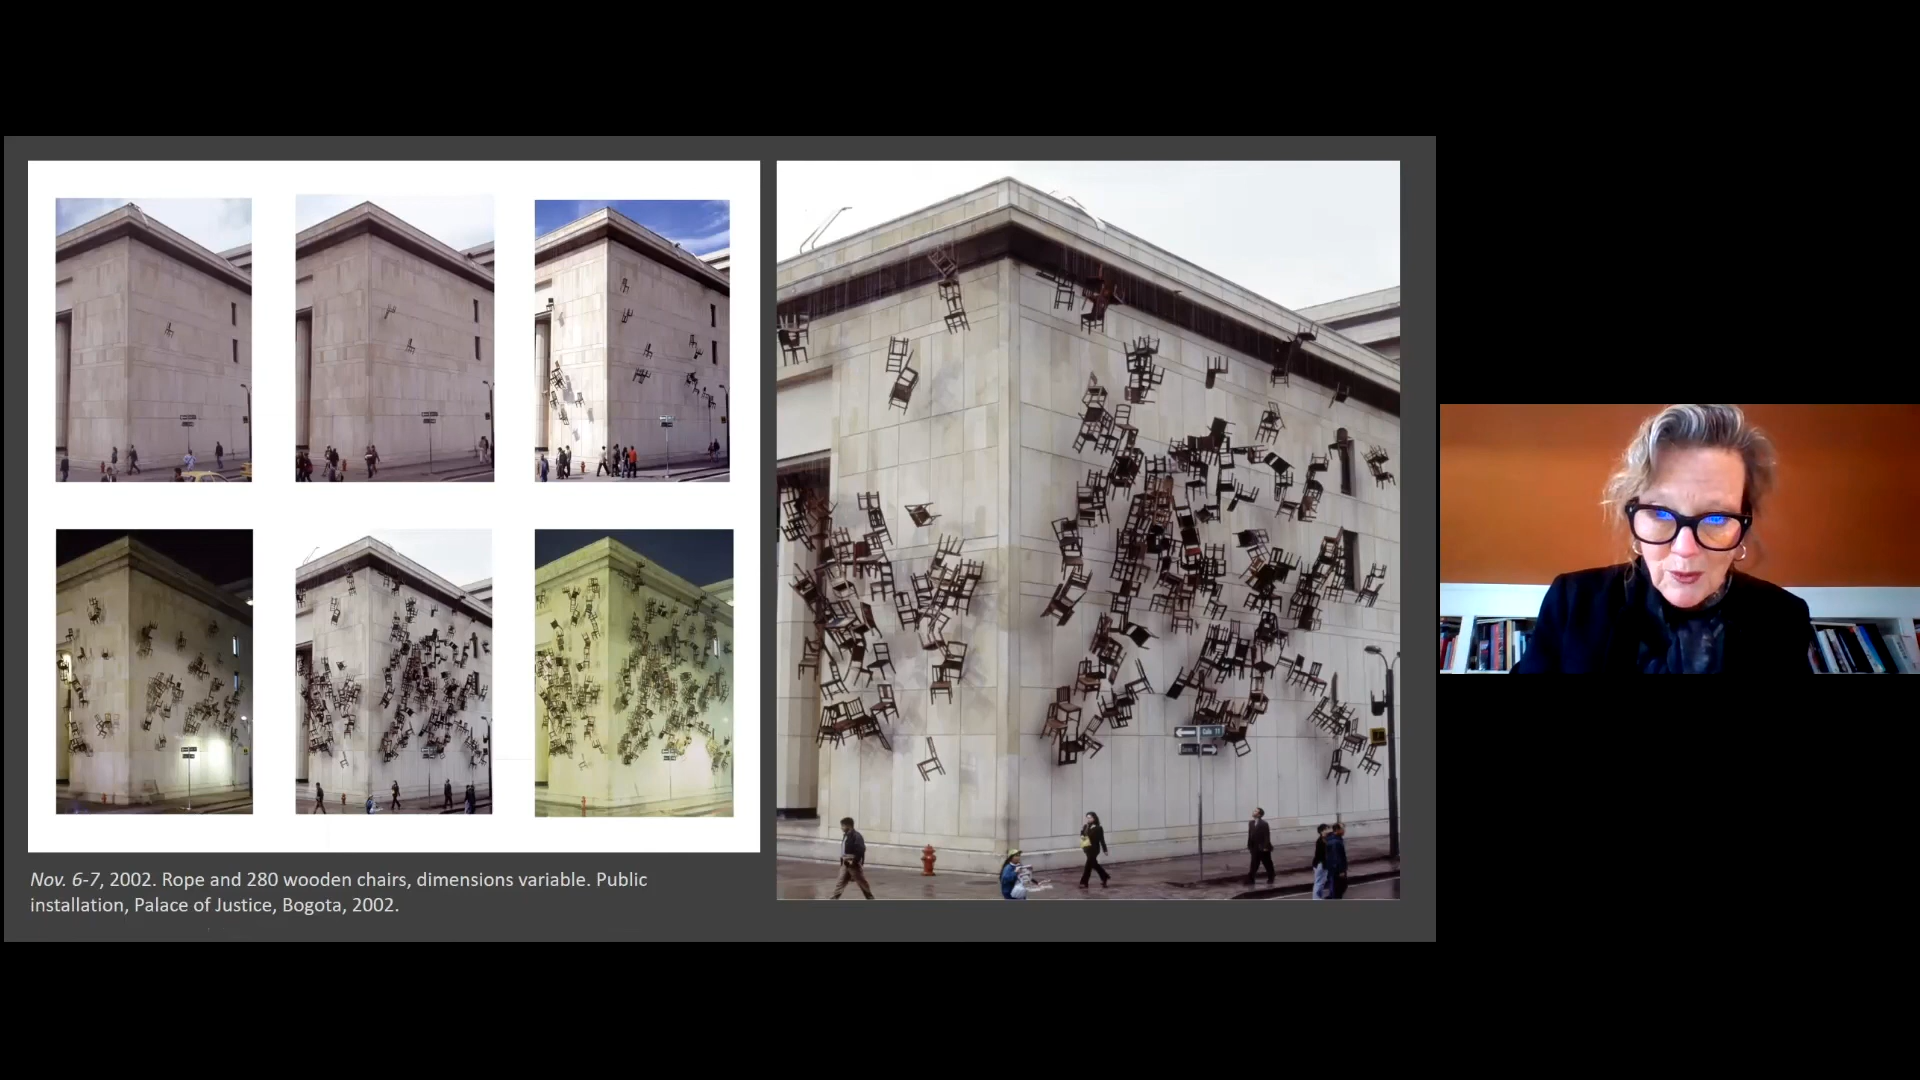 Nov. 6-7, 2002. Rope and 280 wooden chairs, dimensions variable. Public
installation, Palace of Justice, Bogota, 2002.